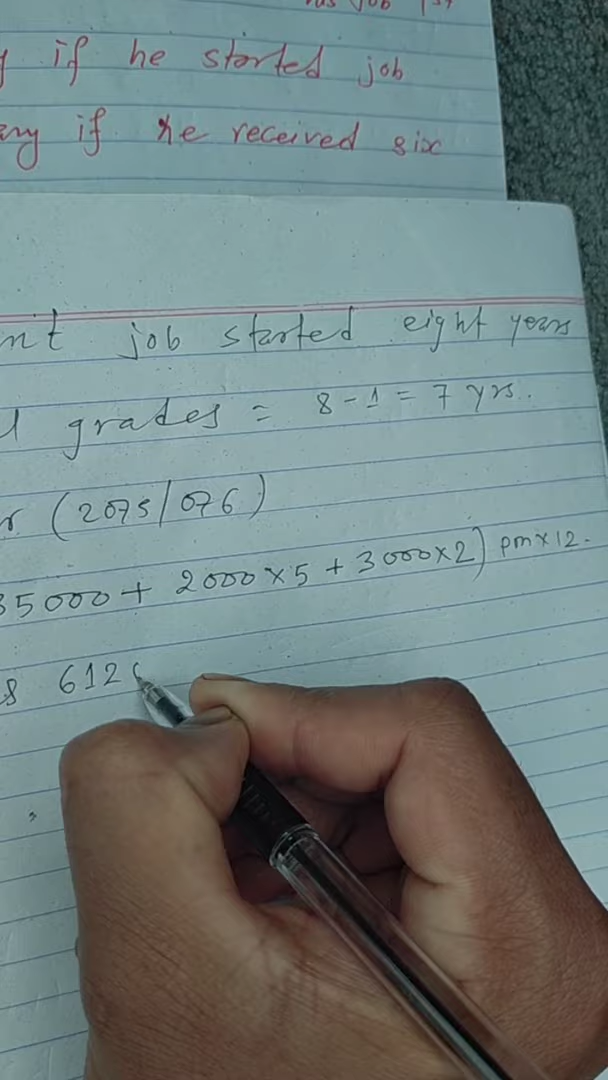 if he started job
if he received six
job started eight years
grades = 8-1 = 7 yrs.
(2075/076)
35000 + 2000×5 + 3000×2) pm×12.
612